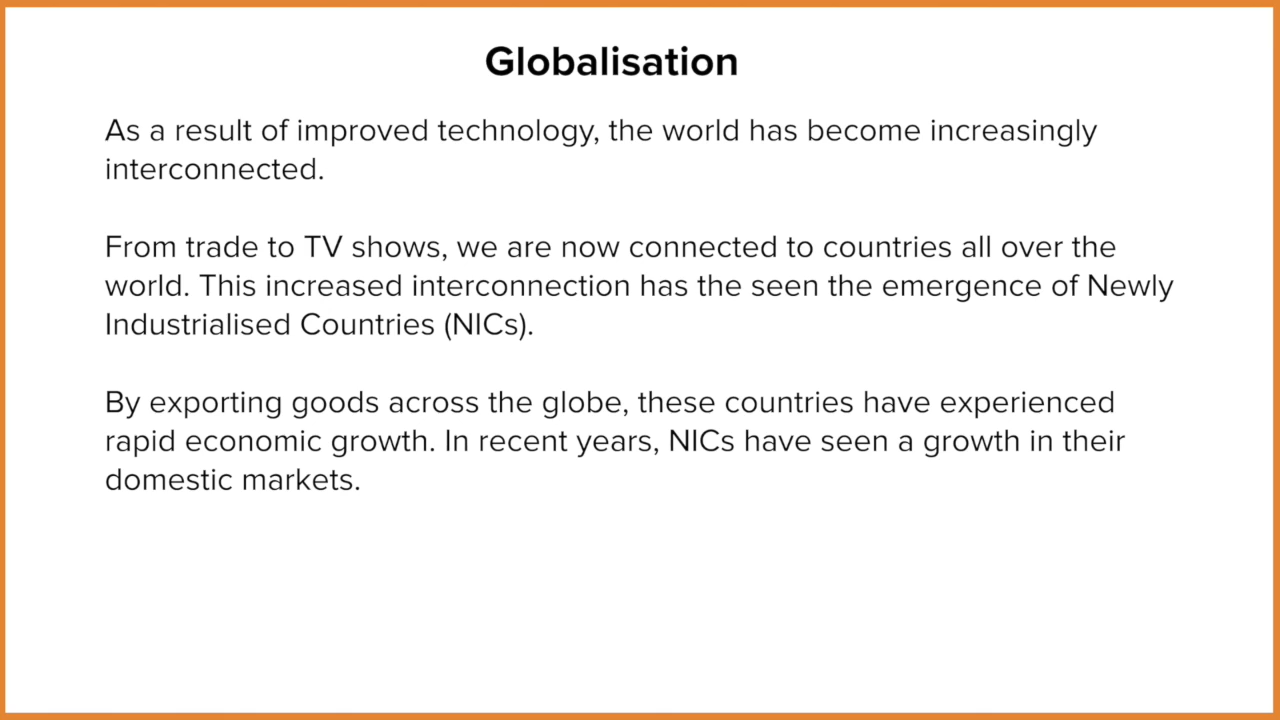 Globalisation
As a result of improved technology, the world has become increasingly
interconnected.
From trade to TV shows, we are now connected to countries all over the
world. This increased interconnection has the seen the emergence of Newly
Industrialised Countries (NICs).
By exporting goods across the globe, these countries have experienced
rapid economic growth. In recent years, NICs have seen a growth in their
domestic markets.